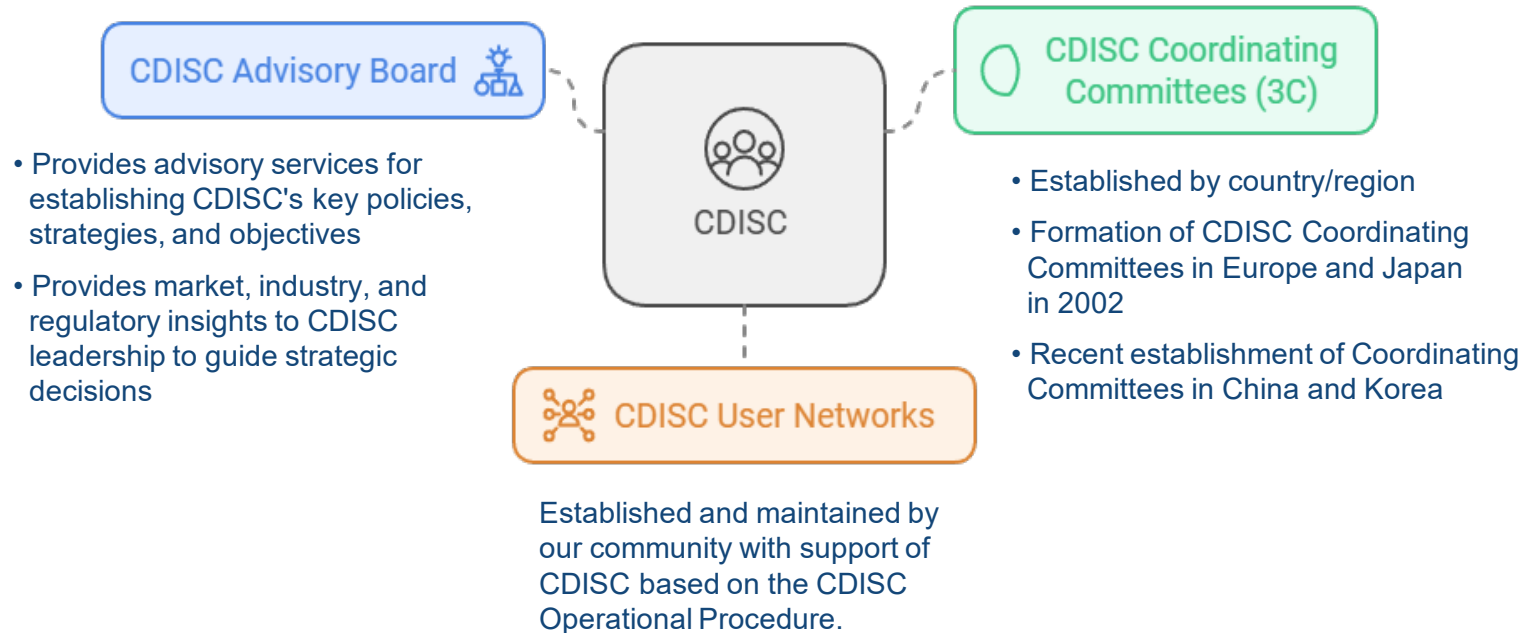 CDISC Advisory Board
• Provides advisory services for
establishing CDISC's key policies,
strategies, and objectives
• Provides market, industry, and
regulatory insights to CDISC
leadership to guide strategic
decisions
CDISC
CDISC Coordinating
Committees (3C)
• Established by country/region
• Formation of CDISC Coordinating
Committees in Europe and Japan
in 2002
• Recent establishment of Coordinating
Committees in China and Korea
CDISC User Networks
Established and maintained by
our community with support of
CDISC based on the CDISC
Operational Procedure.